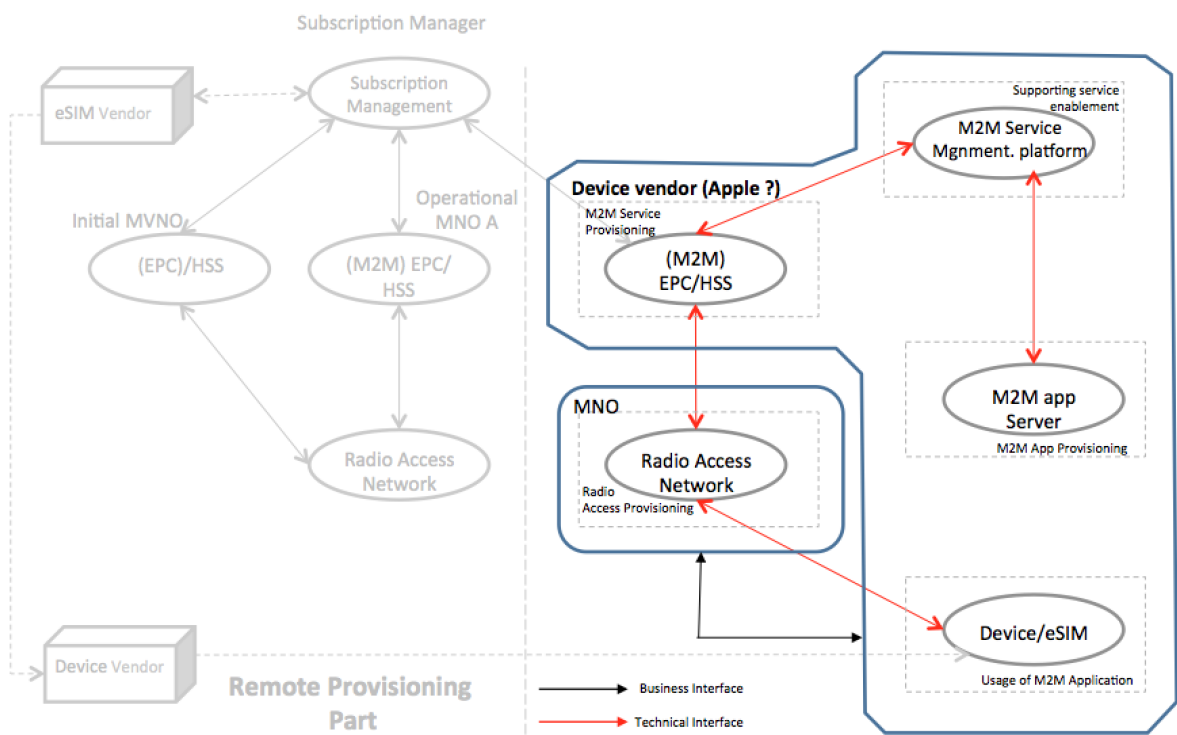 Subscription Manager
eSIM Vendor
Subscription
Management
Supporting service
enablement
M2M Service
Mgnment. platform
Device vendor (Apple ?)
M2M Service
Provisioning
Initial MVNO
Operational
MNO A
(EPC)/HSS
(M2M) EPC/
HSS
(M2M)
EPC/HSS
MNO
M2M app
Server
M2M App Provisioning
Radio Access
Network
Radio Access
Network
Radio
Access Provisioning
Device/eSIM
Usage of M2M Application
Device Vendor
Remote Provisioning
Part
Business Interface
Technical Interface